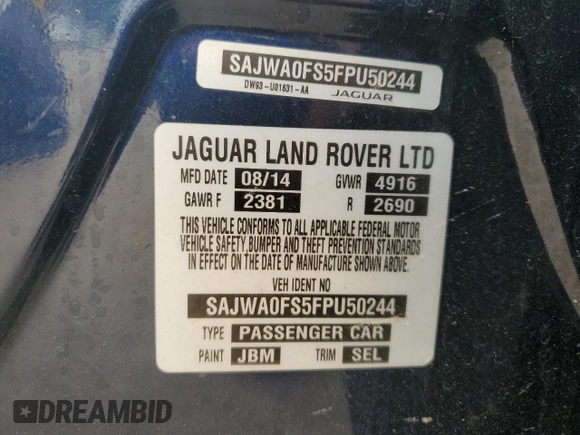 SAJWA0FS5FPU50244
DW93-U01631-AA JAGUAR
JAGUAR LAND ROVER LTD
MFD DATE 08/14 GVWR 4916
GAWR F 2381 R 2690
THIS VEHICLE CONFORMS TO ALL APPLICABLE FEDERAL MOTOR
VEHICLE SAFETY, BUMPER AND THEFT PREVENTION STANDARDS
IN EFFECT ON THE DATE OF MANUFACTURE SHOWN ABOVE.
VEH IDENT NO
SAJWA0FS5FPU50244
TYPE PASSENGER CAR
PAINT JBM TRIM SEL
DREAMBID